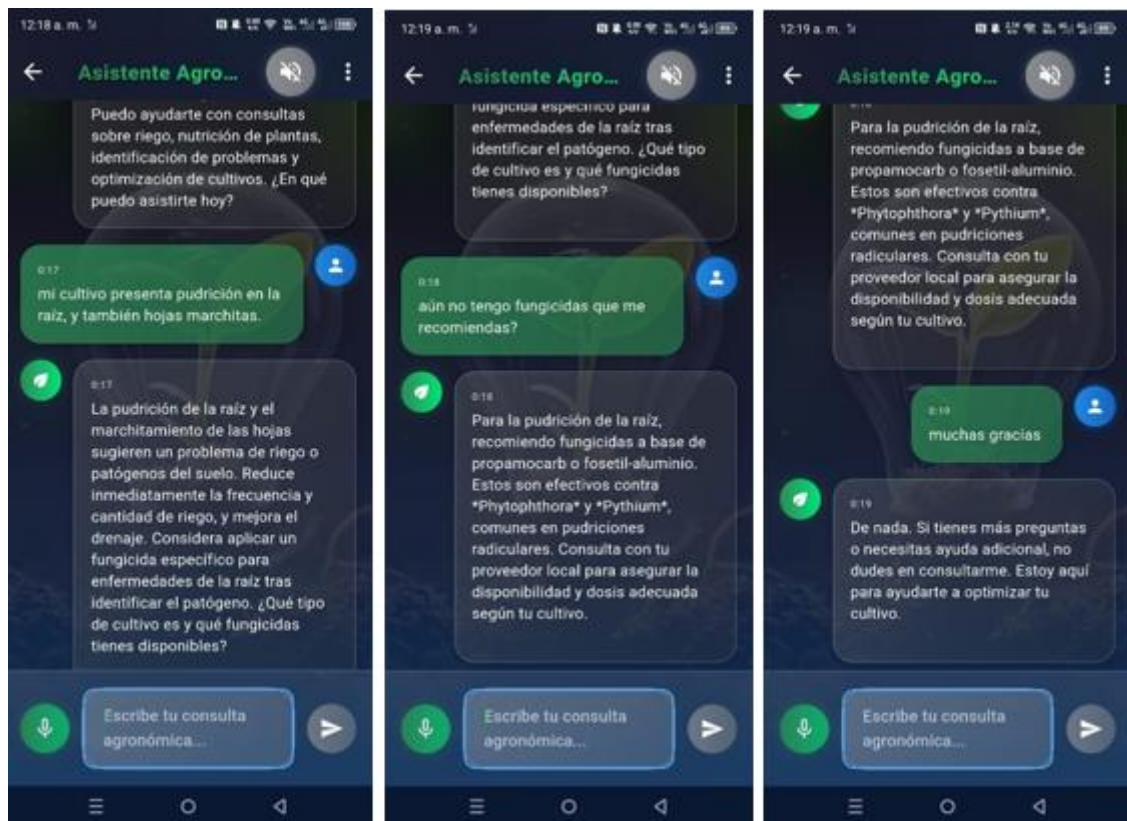 12:18 a. m.
Asistente Agro...
Puedo ayudarte con consultas
sobre riego, nutrición de plantas,
identificación de problemas y
optimización de cultivos. ¿En qué
puedo asistirte hoy?
0:17
mi cultivo presenta pudrición en la
raíz, y también hojas marchitas.
0:17
La pudrición de la raíz y el
marchitamiento de las hojas
sugieren un problema de riego o
patógenos del suelo. Reduce
inmediatamente la frecuencia y
cantidad de riego, y mejora el
drenaje. Considera aplicar un
fungicida específico para
enfermedades de la raíz tras
identificar el patógeno. ¿Qué tipo
de cultivo es y qué fungicidas
tienes disponibles?
Escribe tu consulta
agronómica...
12:19 a. m.
Asistente Agro...
fungicida específico para
enfermedades de la raíz tras
identificar el patógeno. ¿Qué tipo
de cultivo es y qué fungicidas
tienes disponibles?
0:18
aún no tengo fungicidas que me
recomiendas?
0:18
Para la pudrición de la raíz,
recomiendo fungicidas a base de
propamocarb o fosetil-aluminio.
Estos son efectivos contra
*Phytophthora* y *Pythium*,
comunes en pudriciones
radiculares. Consulta con tu
proveedor local para asegurar la
disponibilidad y dosis adecuada
según tu cultivo.
Escribe tu consulta
agronómica...
12:19 a. m.
Asistente Agro...
Para la pudrición de la raíz,
recomiendo fungicidas a base de
propamocarb o fosetil-aluminio.
Estos son efectivos contra
*Phytophthora* y *Pythium*,
comunes en pudriciones
radiculares. Consulta con tu
proveedor local para asegurar la
disponibilidad y dosis adecuada
según tu cultivo.
0:19
muchas gracias
0:19
De nada. Si tienes más preguntas
o necesitas ayuda adicional, no
dudes en consultarme. Estoy aquí
para ayudarte a optimizar tu
cultivo.
Escribe tu consulta
agronómica...